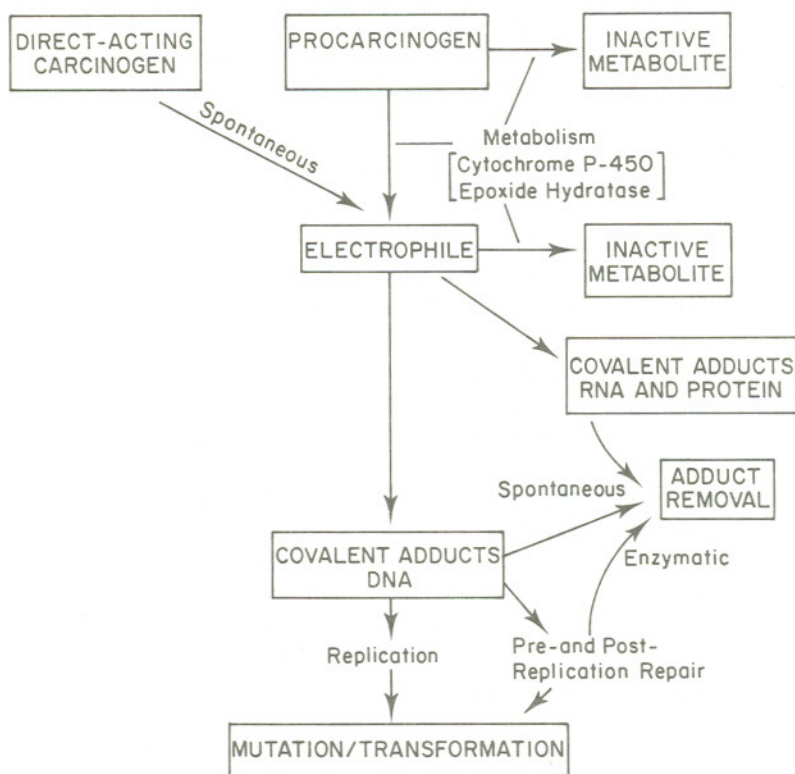 DIRECT-ACTING
CARCINOGEN
PROCARCINOGEN
INACTIVE
METABOLITE
Spontaneous
Metabolism
[Cytochrome P-450]
[Epoxide Hydratase]
ELECTROPHILE
INACTIVE
METABOLITE
COVALENT ADDUCTS
RNA AND PROTEIN
Spontaneous
ADDUCT
REMOVAL
COVALENT ADDUCTS
DNA
Enzymatic
Replication
Pre-and Post-
Replication Repair
MUTATION/TRANSFORMATION